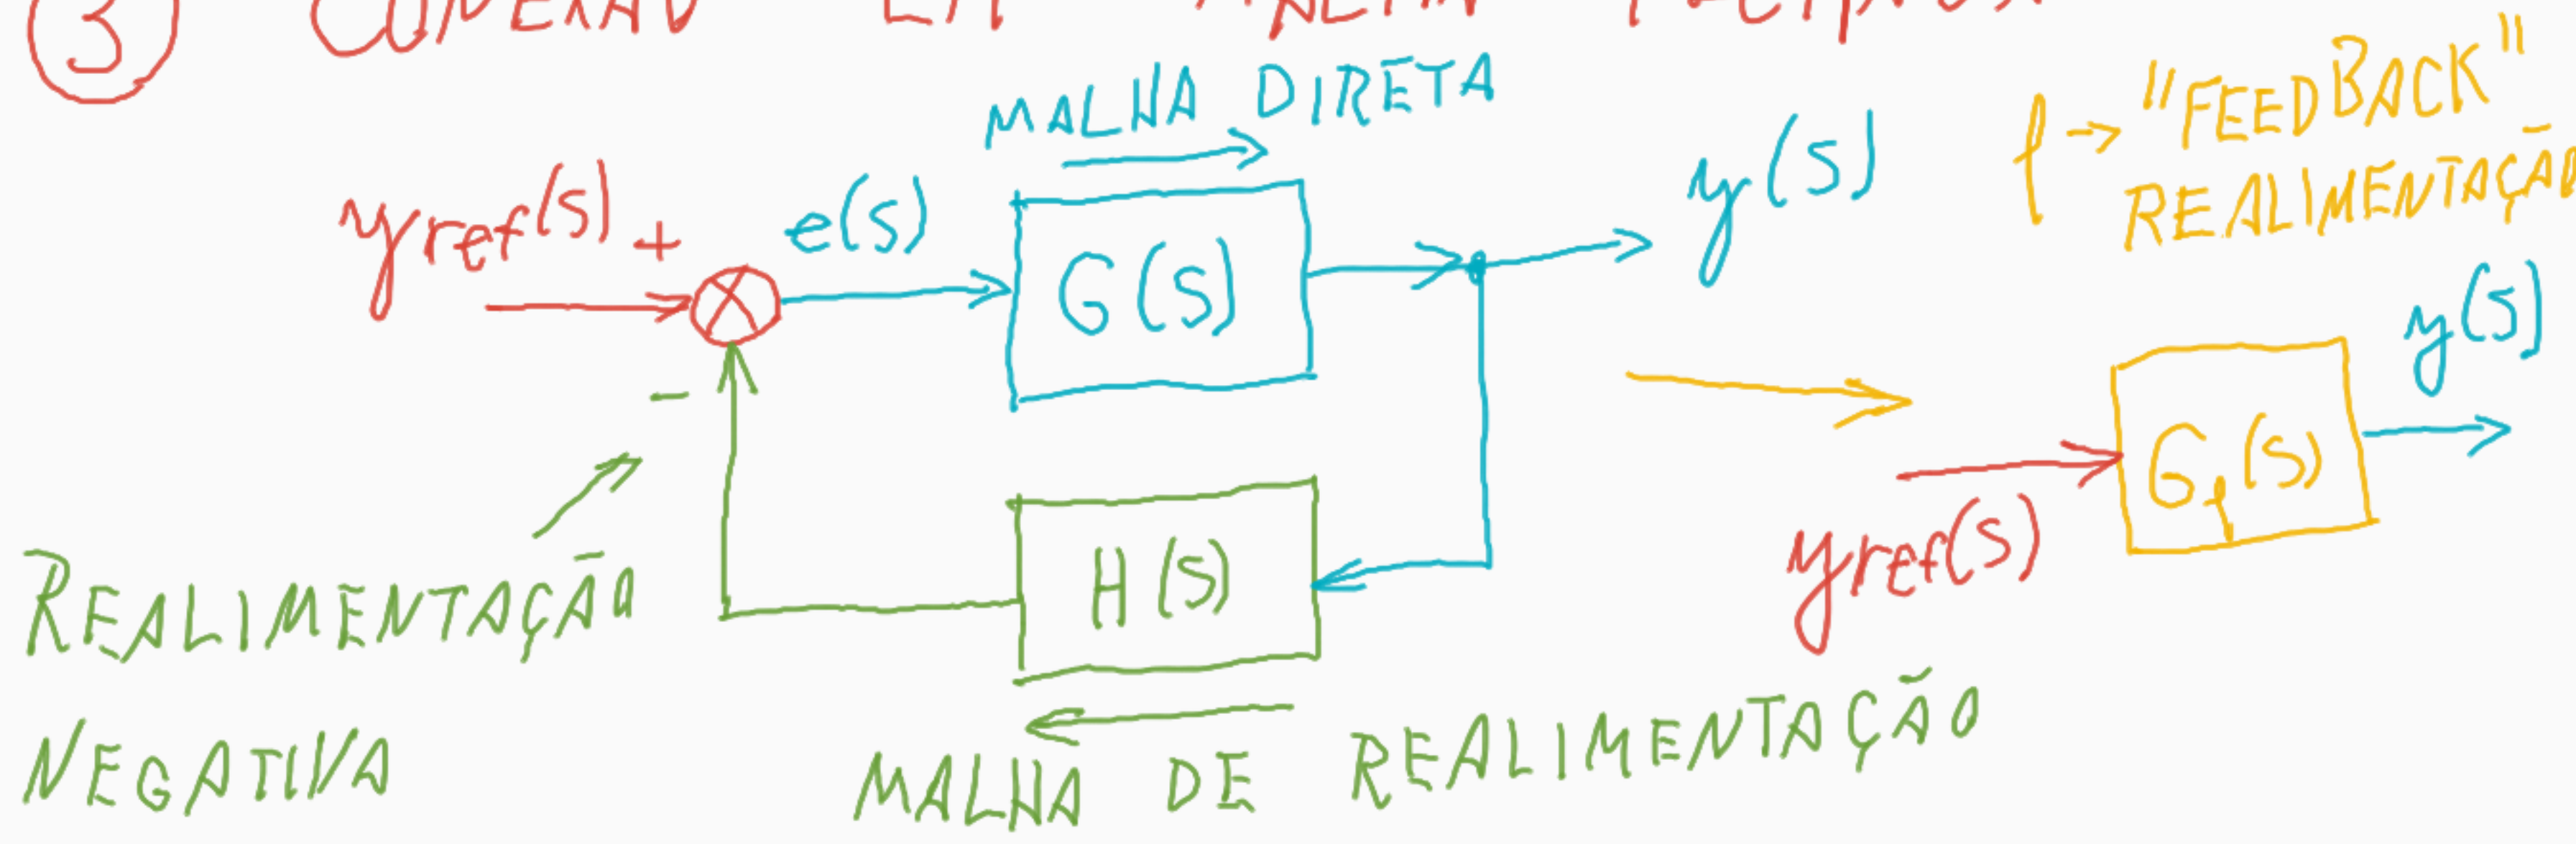 3
MALHA DIRETA
yref(s) +
e(s)
G(s)
y(s)
f → "FEEDBACK"
REALIMENTAÇÃO
y(s)
-
Gf(s)
yref(s)
H(s)
REALIMENTAÇÃO
NEGATIVA
MALHA DE REALIMENTAÇÃO